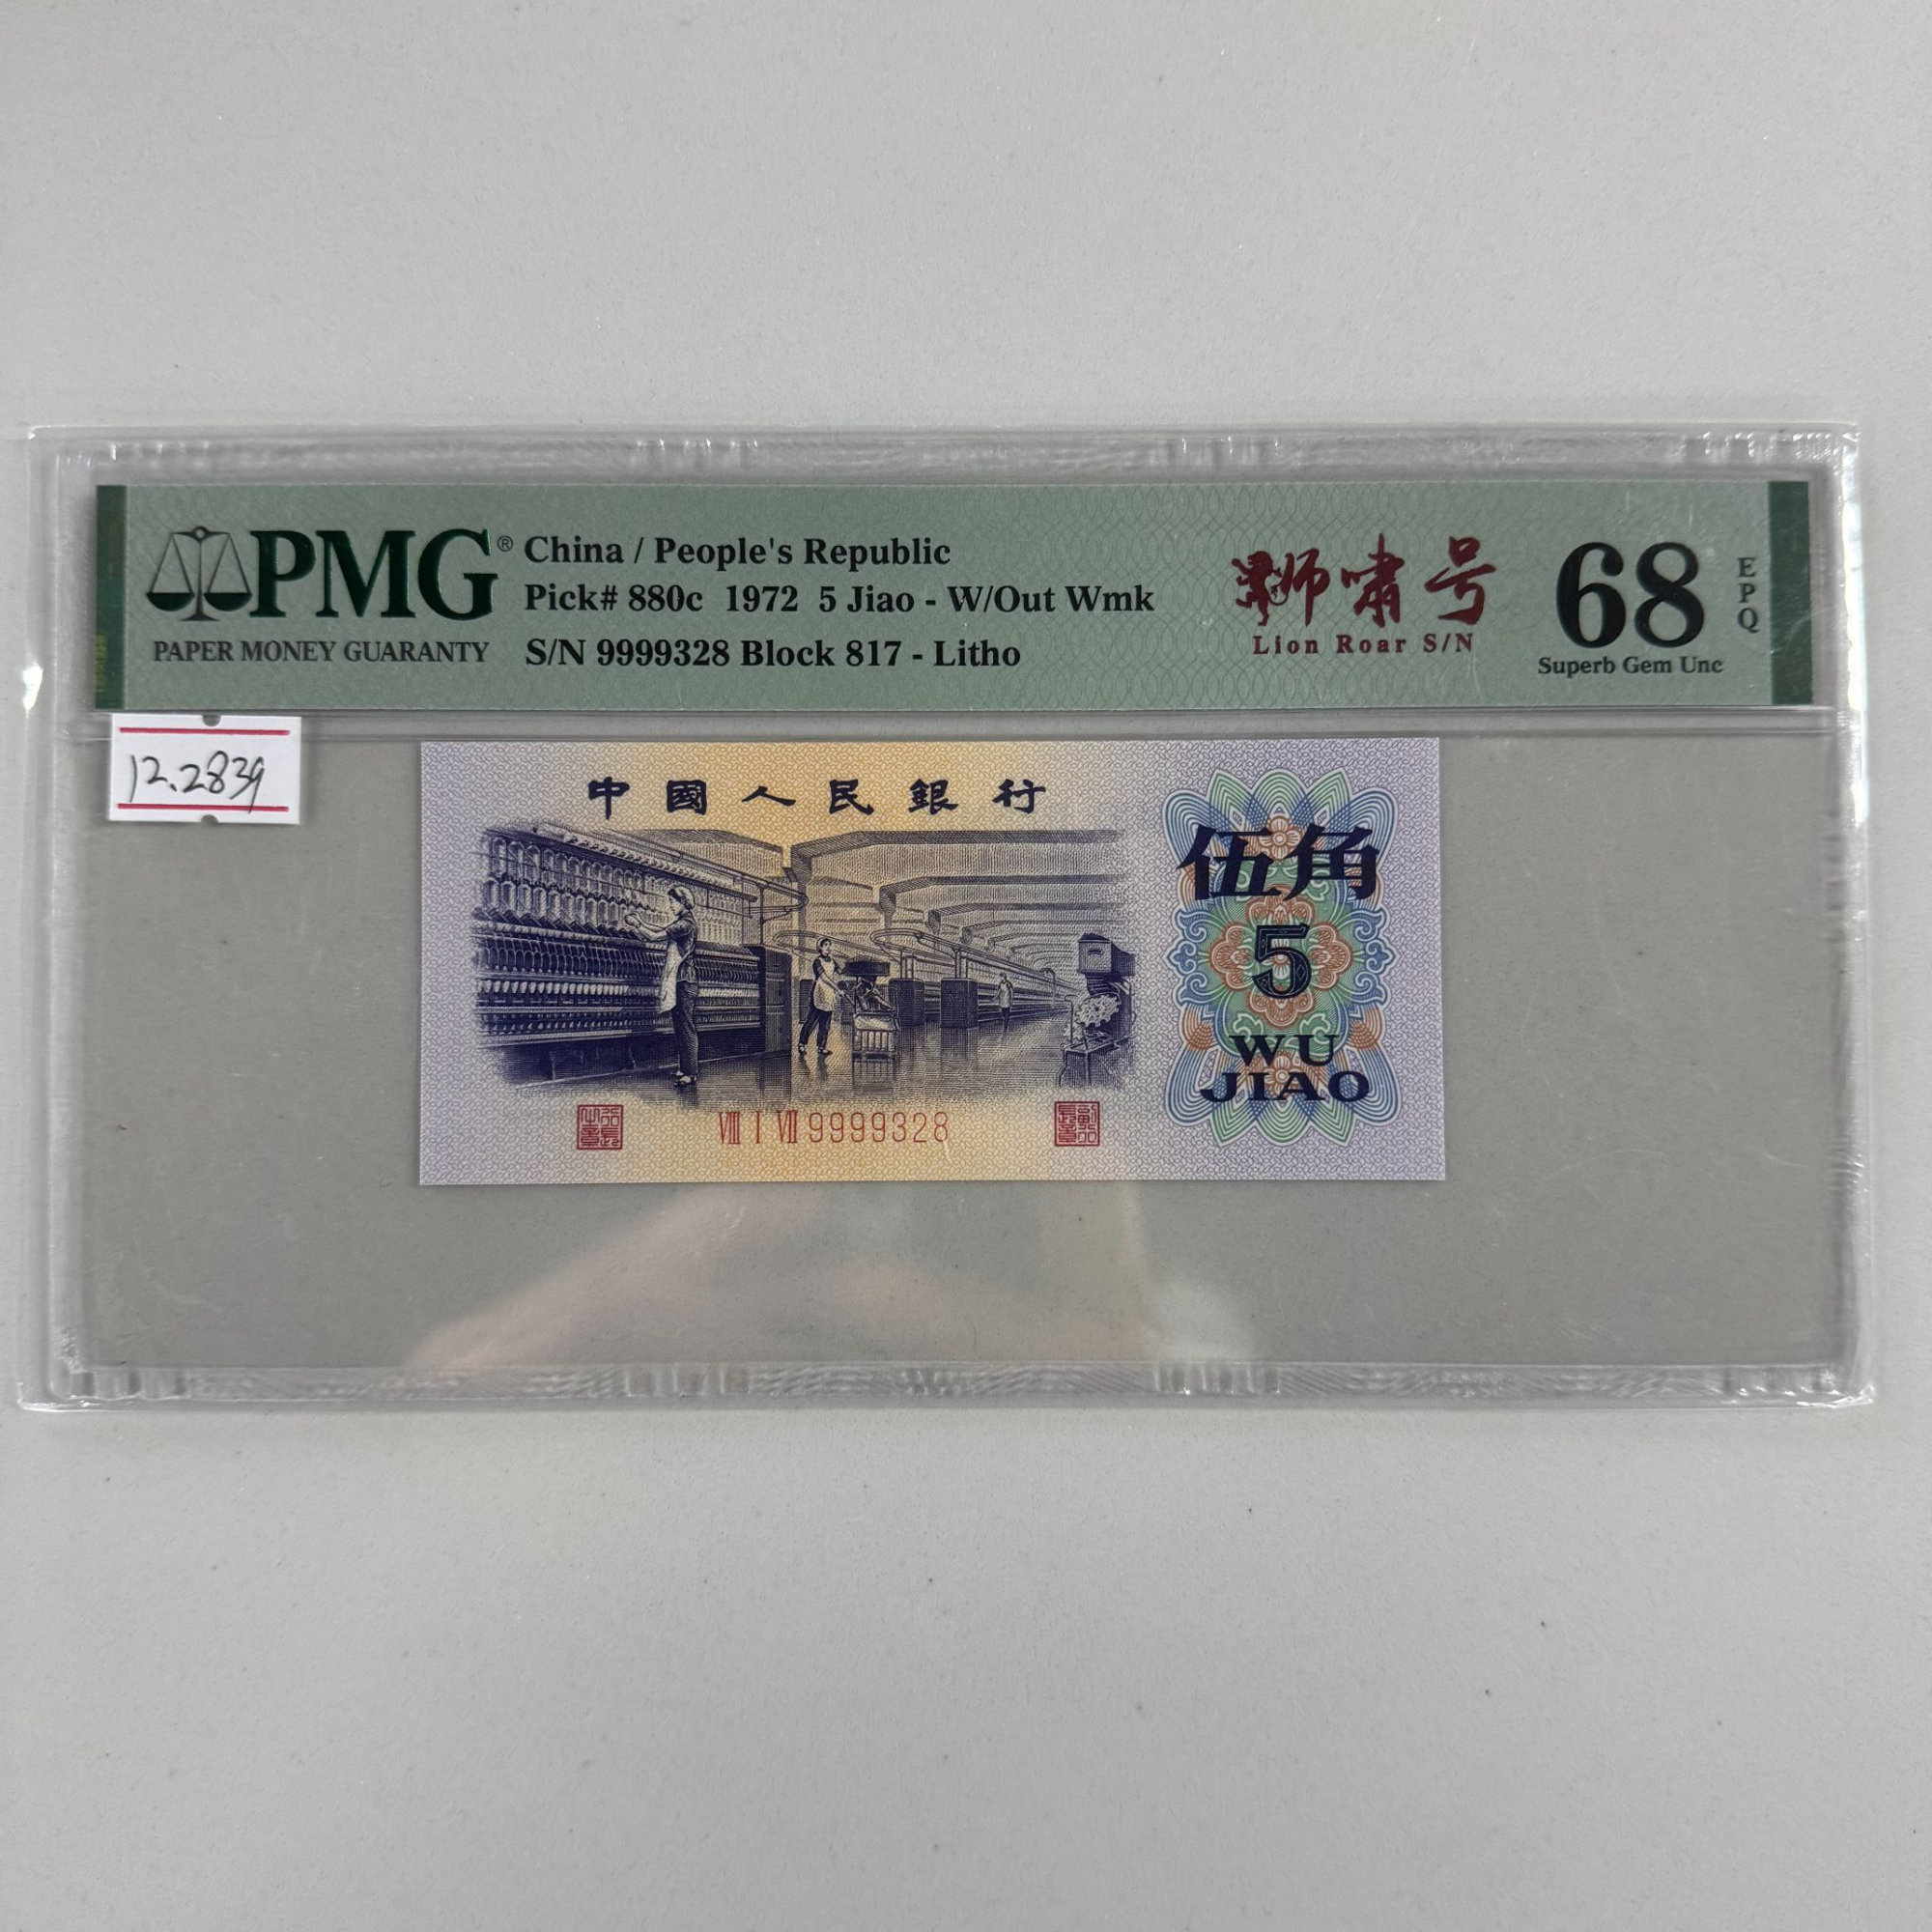 PMG®
PAPER MONEY GUARANTY
China / People's Republic
Pick# 880c 1972 5 Jiao - W/Out Wmk
S/N 9999328 Block 817 - Litho
狮啸号
Lion Roar S/N
68
EPQ
Superb Gem Unc
12.2839
中國人民銀行
伍角
5
WU
JIAO
VIII I VII 9999328